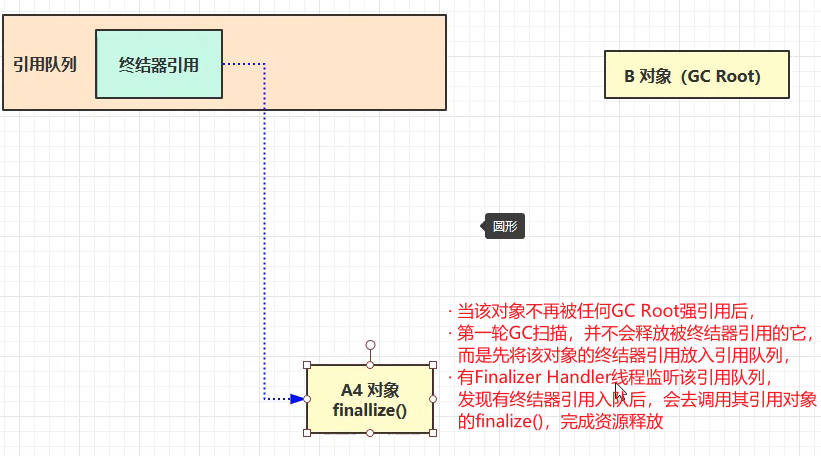 引用队列
终结器引用
B 对象（GC Root）
圆形
· 当该对象不再被任何GC Root强引用后，
· 第一轮GC扫描，并不会释放被终结器引用的它，
而是先将该对象的终结器引用放入引用队列，
· 有Finalizer Handler线程监听该引用队列，
发现有终结器引用入队后，会去调用其引用对象
的finalize()，完成资源释放
A4 对象
finallize()